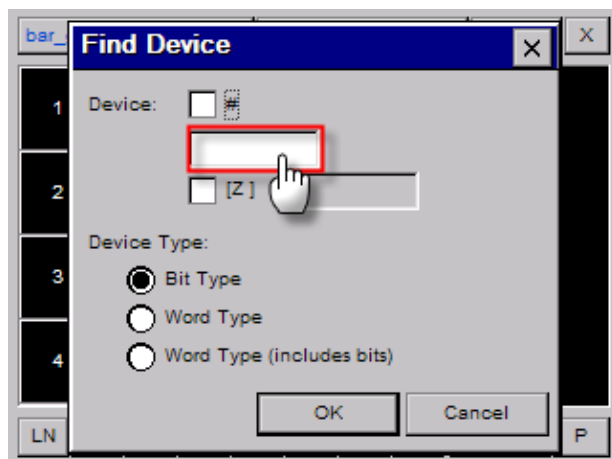 bar_
Find Device
X
X
1
Device:
#
2
[Z ]
Device Type:
3
Bit Type
Word Type
4
Word Type (includes bits)
OK
Cancel
LN
P